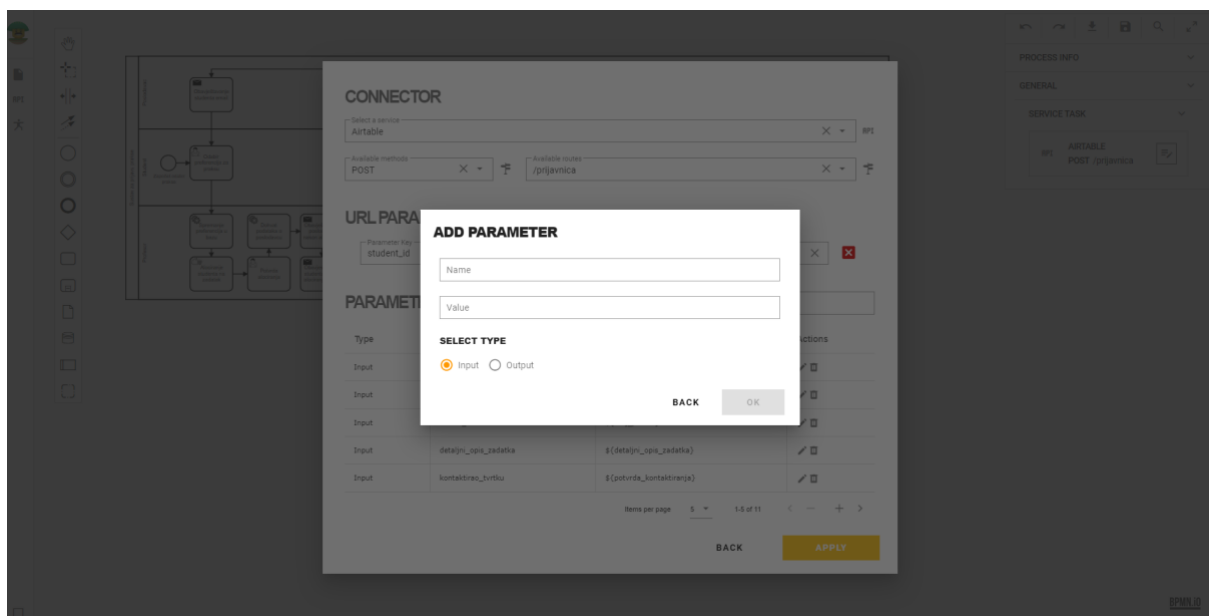 PROCESS INFO
GENERAL
SERVICE TASK
AIRTABLE
POST /prijavnica
CONNECTOR
Select a service
Airtable
Available methods
POST
Available routes
/prijavnica
URL PARA
Parameter Key
student_id
ADD PARAMETER
Name
Value
SELECT TYPE
Input Output
BACK OK
PARAMET
Type ctions
Input
Input
Input
Input detaljni_opis_zadatka ${detaljni_opis_zadatka}
Input kontaktirao_tvrtku ${potvrda_kontaktiranja}
Items per page 5 1-5 of 11
BACK APPLY
BPMN.iO